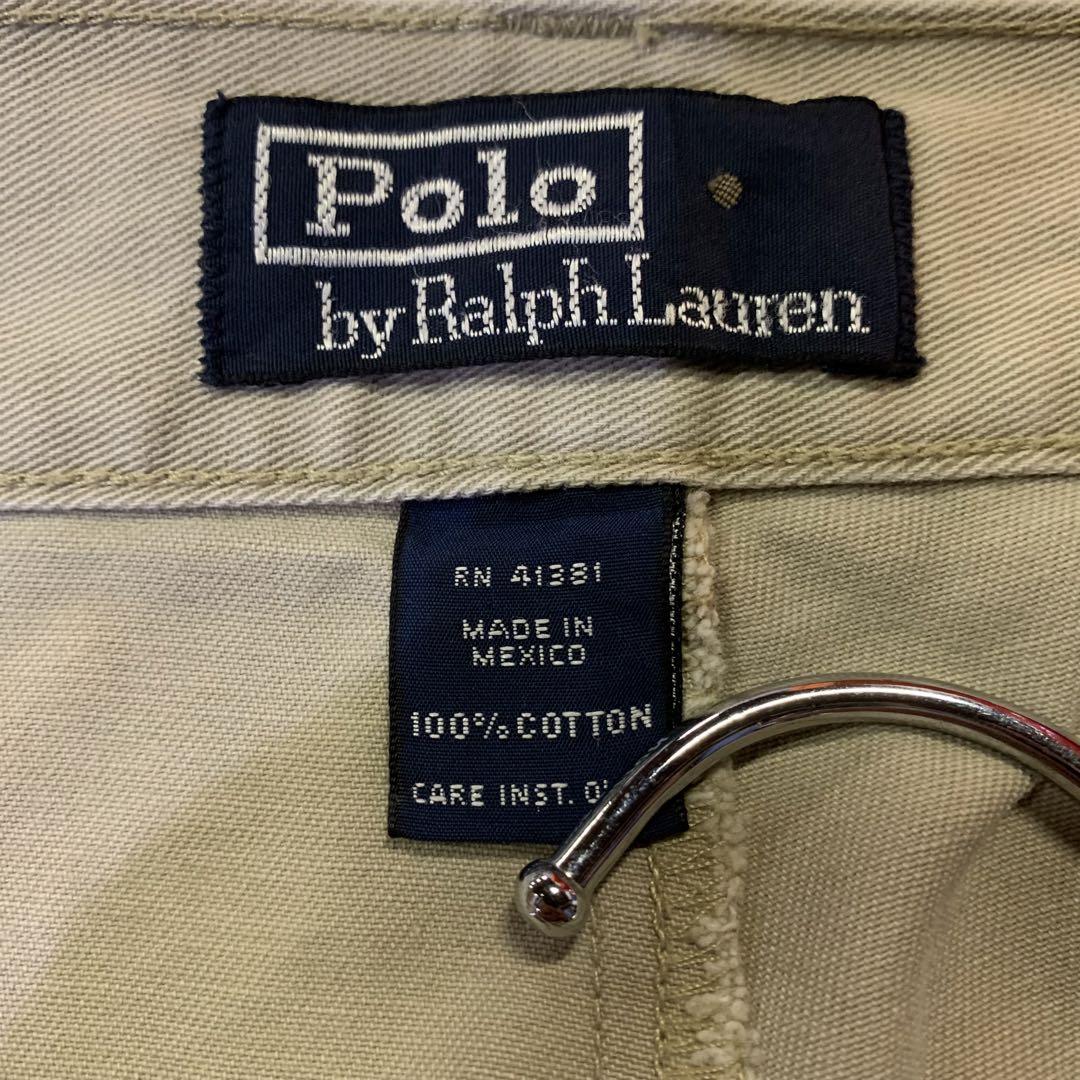 Polo
by Ralph Lauren
RN 41381
MADE IN
MEXICO
100% COTTON
CARE INST.